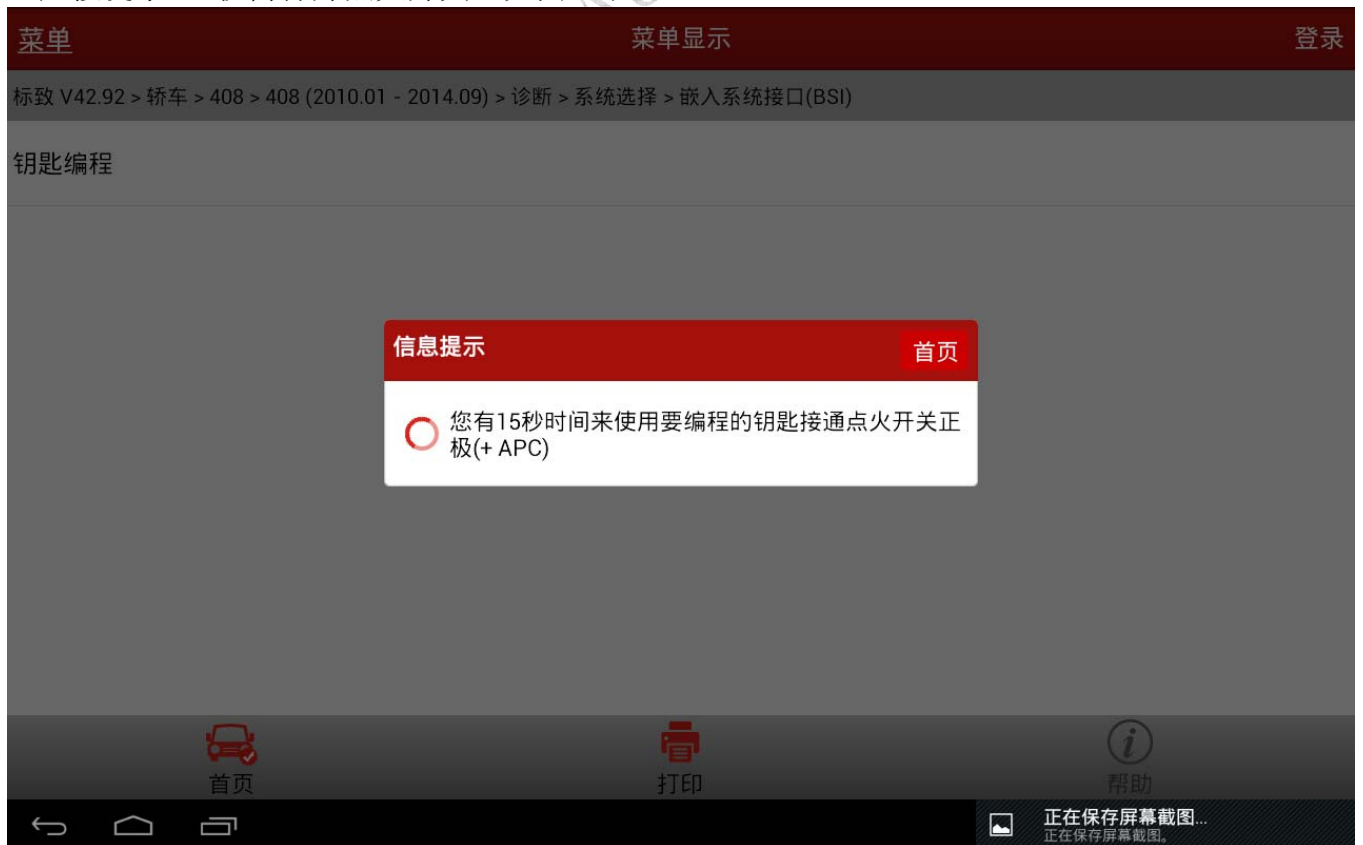 菜单
菜单显示
登录
标致 V42.92 > 轿车 > 408 > 408 (2010.01 - 2014.09) > 诊断 > 系统选择 > 嵌入系统接口(BSI)
钥匙编程
信息提示
首页
您有15秒时间来使用要编程的钥匙接通点火开关正
极(+ APC)
首页
打印
帮助
正在保存屏幕截图...
正在保存屏幕截图。